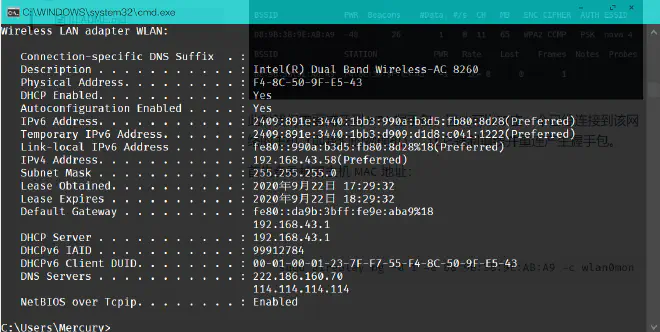 C:\WINDOWS\system32\cmd.exe
Wireless LAN adapter WLAN:
Connection-specific DNS Suffix . :
Description . . . . . . . . . . . : Intel(R) Dual Band Wireless-AC 8260
Physical Address. . . . . . . . . : F4-8C-50-9F-E5-43
DHCP Enabled. . . . . . . . . . . : Yes
Autoconfiguration Enabled . . . . : Yes
IPv6 Address. . . . . . . . . . . : 2409:891e:3440:1bb3:990a:b3d5:fb80:8d28(Preferred)
Temporary IPv6 Address. . . . . . : 2409:891e:3440:1bb3:d909:d1d8:c041:1222(Preferred)
Link-local IPv6 Address . . . . . : fe80::990a:b3d5:fb80:8d28%18(Preferred)
IPv4 Address. . . . . . . . . . . : 192.168.43.58(Preferred)
Subnet Mask . . . . . . . . . . . : 255.255.255.0
Lease Obtained. . . . . . . . . . : 2020年9月22日 17:29:32
Lease Expires . . . . . . . . . . : 2020年9月22日 18:29:32
Default Gateway . . . . . . . . . : fe80::da9b:3bff:fe9e:aba9%18
192.168.43.1
DHCP Server . . . . . . . . . . . : 192.168.43.1
DHCPv6 IAID . . . . . . . . . . . : 99912784
DHCPv6 Client DUID. . . . . . . . : 00-01-00-01-23-7F-F7-55-F4-8C-50-9F-E5-43
DNS Servers . . . . . . . . . . . : 222.186.160.70
114.114.114.114
NetBIOS over Tcpip. . . . . . . . : Enabled
C:\Users\Mercury>